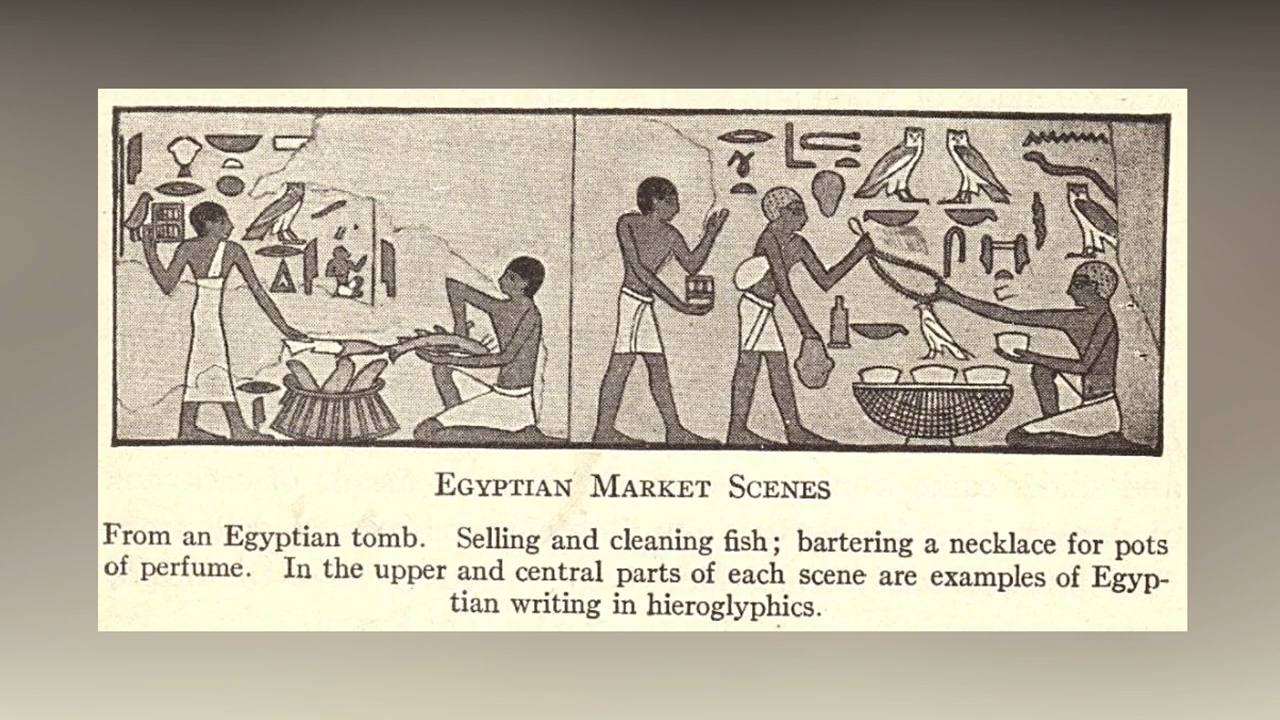 EGYPTIAN MARKET SCENES
From an Egyptian tomb. Selling and cleaning fish; bartering a necklace for pots
of perfume. In the upper and central parts of each scene are examples of Egyp-
tian writing in hieroglyphics.